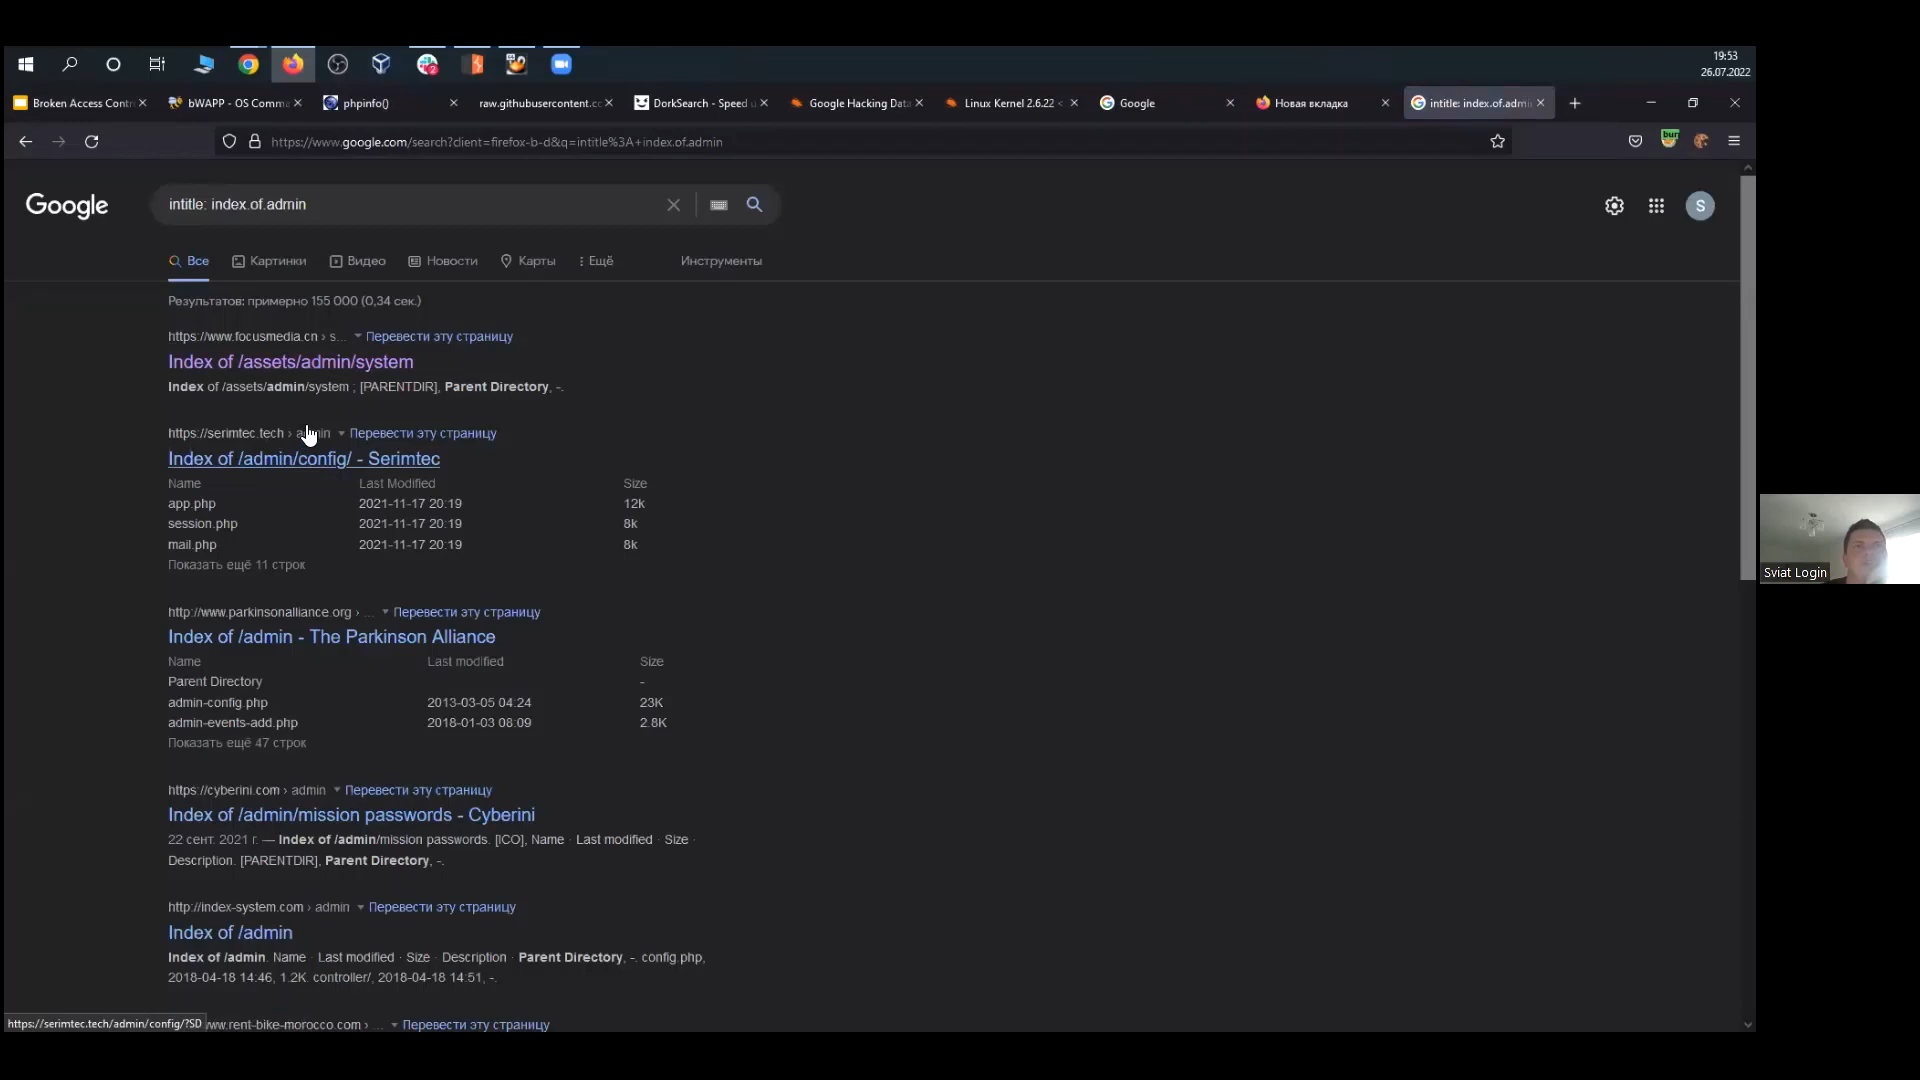 19:53
26.07.2022
Broken Access Contr
bWAPP - OS Comma
phpinfo()
raw.githubusercontent.co
DorkSearch - Speed u
Google Hacking Data
Linux Kernel 2.6.22 <
Google
Новая вкладка
intitle: index.of.admi
https://www.google.com/search?client=firefox-b-d&q=intitle%3A+index.of.admin
Google
intitle: index.of.admin
S
Все
Картинки
Видео
Новости
Карты
Ещё
Инструменты
Результатов: примерно 155 000 (0,34 сек.)
https://www.focusmedia.cn › s... Перевести эту страницу
Index of /assets/admin/system
Index of /assets/admin/system ; [PARENTDIR], Parent Directory, -.
https://serimtec.tech › admin Перевести эту страницу
Index of /admin/config/ - Serimtec
Name Last Modified Size
app.php 2021-11-17 20:19 12k
session.php 2021-11-17 20:19 8k
mail.php 2021-11-17 20:19 8k
Показать ещё 11 строк
http://www.parkinsonalliance.org › ... Перевести эту страницу
Index of /admin - The Parkinson Alliance
Name Last modified Size
Parent Directory -
admin-config.php 2013-03-05 04:24 23K
admin-events-add.php 2018-01-03 08:09 2.8K
Показать ещё 47 строк
https://cyberini.com › admin Перевести эту страницу
Index of /admin/mission passwords - Cyberini
22 сент. 2021 г. — Index of /admin/mission passwords. [ICO], Name · Last modified · Size ·
Description. [PARENTDIR], Parent Directory, -.
http://index-system.com › admin Перевести эту страницу
Index of /admin
Index of /admin. Name · Last modified · Size · Description · Parent Directory, -. config.php,
2018-04-18 14:46, 1.2K. controller/, 2018-04-18 14:51, -.
https://serimtec.tech/admin/config/?SD
ww.rent-bike-morocco.com › ... Перевести эту страницу
Sviat Login